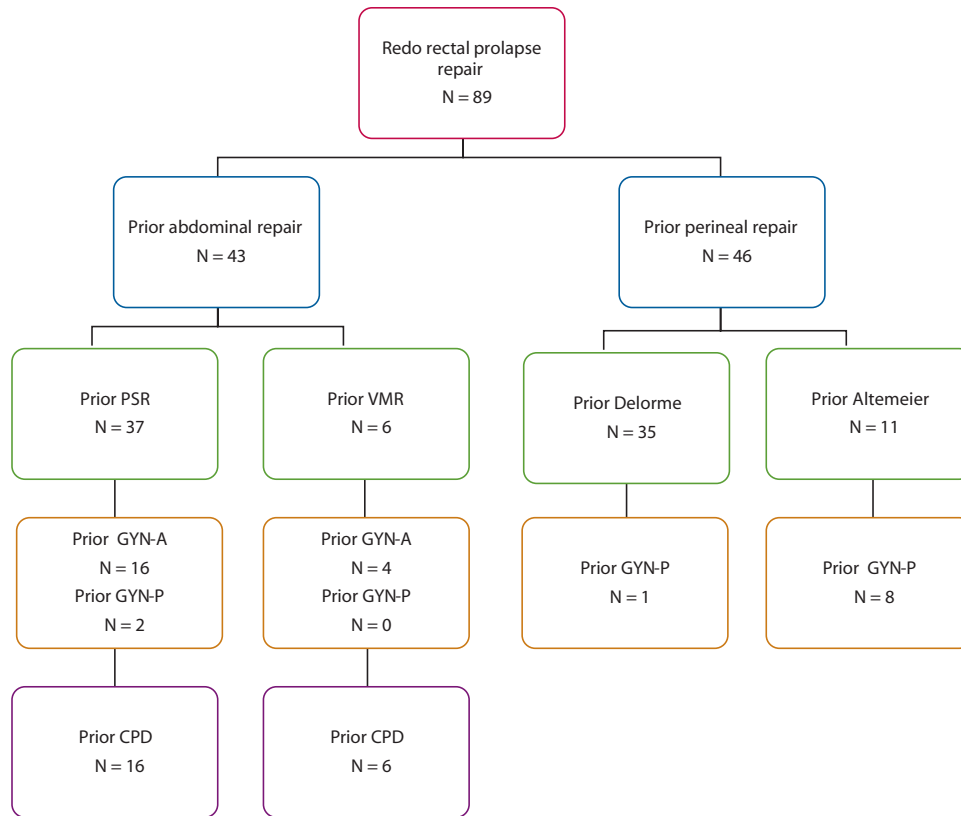 Redo rectal prolapse
repair
N = 89
Prior abdominal repair
N = 43
Prior perineal repair
N = 46
Prior PSR
N = 37
Prior VMR
N = 6
Prior Delorme
N = 35
Prior Altemeier
N = 11
Prior GYN-A
N = 16
Prior GYN-P
N = 2
Prior GYN-A
N = 4
Prior GYN-P
N = 0
Prior GYN-P
N = 1
Prior GYN-P
N = 8
Prior CPD
N = 16
Prior CPD
N = 6